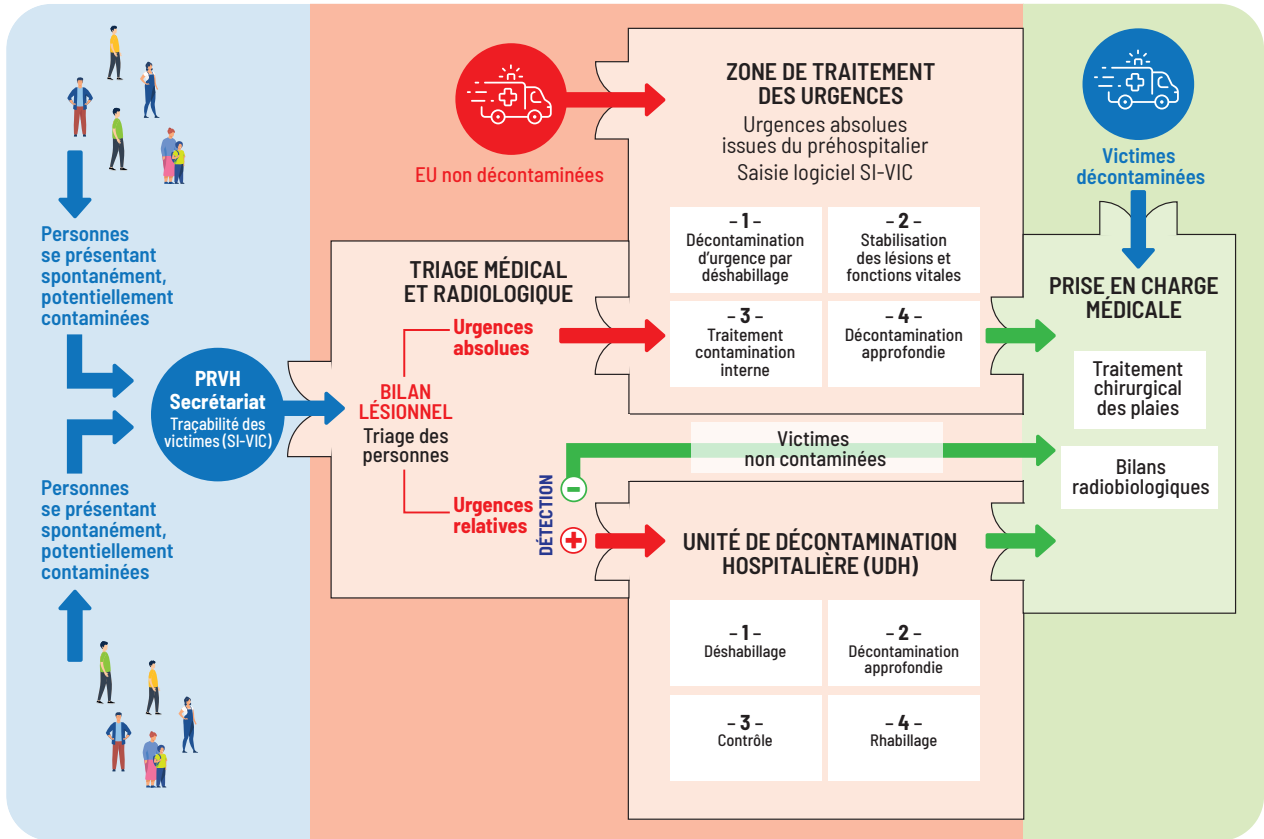 Personnes
se présentant
spontanément,
potentiellement
contaminées
Personnes
se présentant
spontanément,
potentiellement
contaminées
PRVH
Secrétariat
Traçabilité des
victimes (SI-VIC)
EU non décontaminées
TRIAGE MÉDICAL
ET RADIOLOGIQUE
Urgences
absolues
BILAN
LÉSIONNEL
Triage des
personnes
Urgences
relatives
DÉTECTION
–
+
ZONE DE TRAITEMENT
DES URGENCES
Urgences absolues
issues du préhospitalier
Saisie logiciel SI-VIC
– 1 –
Décontamination
d’urgence par
déshabillage
– 2 –
Stabilisation
des lésions et
fonctions vitales
– 3 –
Traitement
contamination
interne
– 4 –
Décontamination
approfondie
Victimes
non contaminées
UNITÉ DE DÉCONTAMINATION
HOSPITALIÈRE (UDH)
– 1 –
Déshabillage
– 2 –
Décontamination
approfondie
– 3 –
Contrôle
– 4 –
Rhabillage
Victimes
décontaminées
PRISE EN CHARGE
MÉDICALE
Traitement
chirurgical
des plaies
Bilans
radiobiologiques